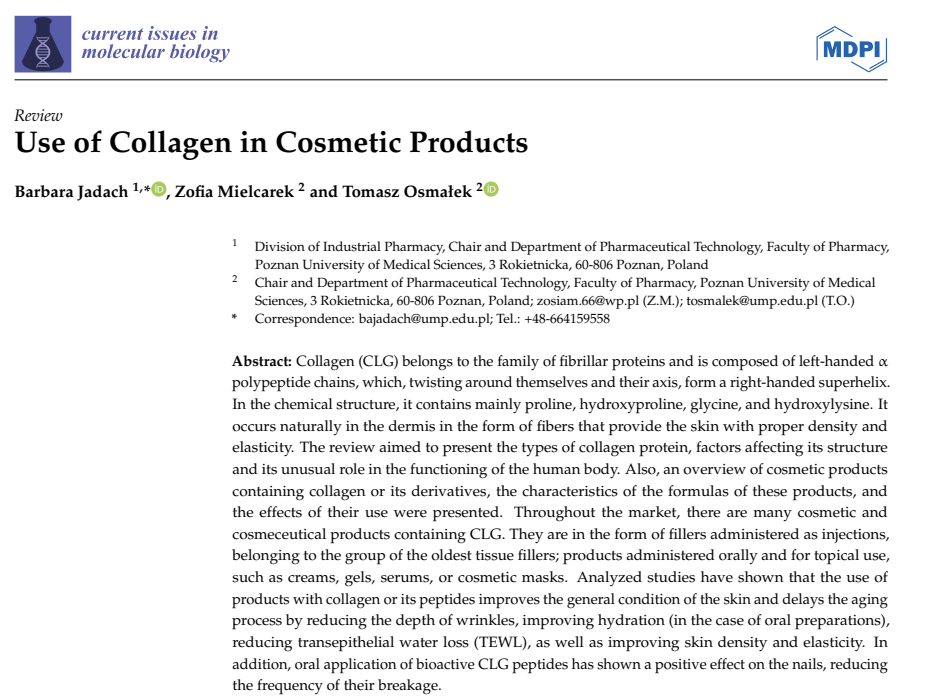 current issues in
molecular biology
MDPI
Review
Use of Collagen in Cosmetic Products
Barbara Jadach 1,* iD, Zofia Mielcarek 2 and Tomasz Osmałek 2 iD
1 Division of Industrial Pharmacy, Chair and Department of Pharmaceutical Technology, Faculty of Pharmacy,
Poznan University of Medical Sciences, 3 Rokietnicka, 60-806 Poznan, Poland
2 Chair and Department of Pharmaceutical Technology, Faculty of Pharmacy, Poznan University of Medical
Sciences, 3 Rokietnicka, 60-806 Poznan, Poland; zosiam.66@wp.pl (Z.M.); tosmalek@ump.edu.pl (T.O.)
* Correspondence: bajadach@ump.edu.pl; Tel.: +48-664159558
Abstract: Collagen (CLG) belongs to the family of fibrillar proteins and is composed of left-handed α
polypeptide chains, which, twisting around themselves and their axis, form a right-handed superhelix.
In the chemical structure, it contains mainly proline, hydroxyproline, glycine, and hydroxylysine. It
occurs naturally in the dermis in the form of fibers that provide the skin with proper density and
elasticity. The review aimed to present the types of collagen protein, factors affecting its structure
and its unusual role in the functioning of the human body. Also, an overview of cosmetic products
containing collagen or its derivatives, the characteristics of the formulas of these products, and
the effects of their use were presented. Throughout the market, there are many cosmetic and
cosmeceutical products containing CLG. They are in the form of fillers administered as injections,
belonging to the group of the oldest tissue fillers; products administered orally and for topical use,
such as creams, gels, serums, or cosmetic masks. Analyzed studies have shown that the use of
products with collagen or its peptides improves the general condition of the skin and delays the aging
process by reducing the depth of wrinkles, improving hydration (in the case of oral preparations),
reducing transepithelial water loss (TEWL), as well as improving skin density and elasticity. In
addition, oral application of bioactive CLG peptides has shown a positive effect on the nails, reducing
the frequency of their breakage.